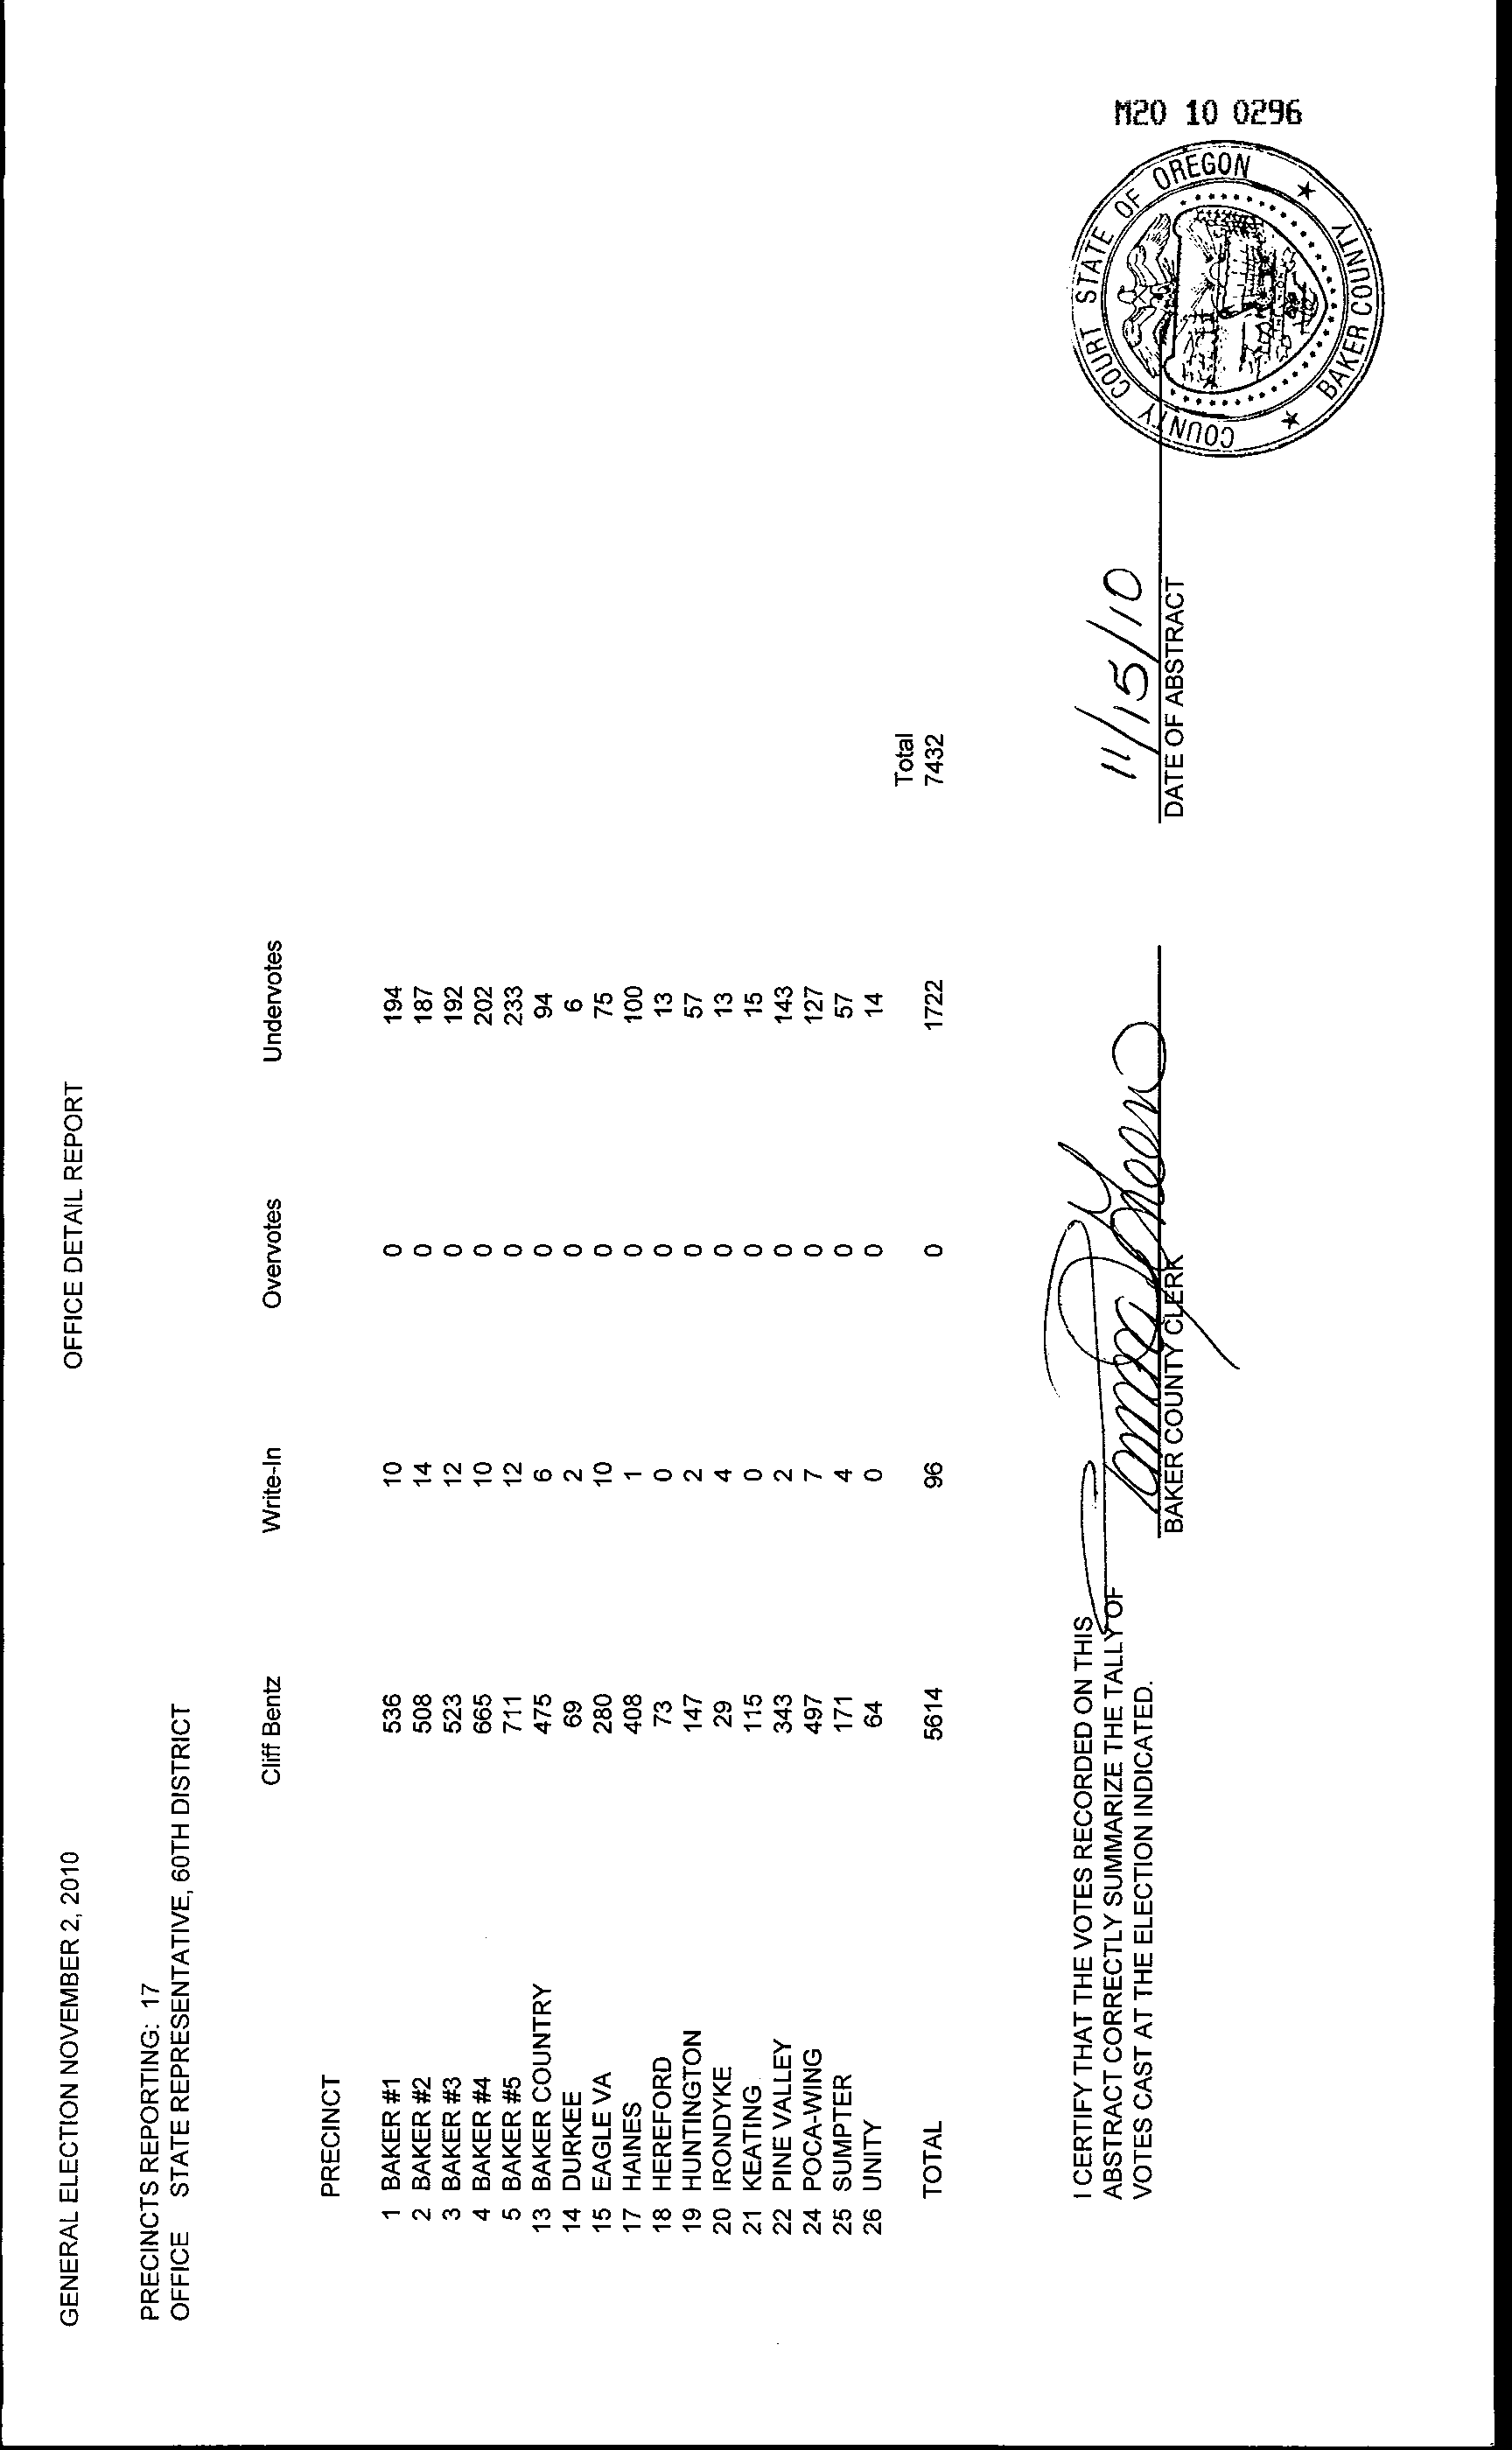 GENERAL ELECTION NOVEMBER 2, 2010 OFFICE DETAIL REPORT
PRECINCTS REPORTING: 17
OFFICE STATE REPRESENTATIVE, 60TH DISTRICT
Cliff Bentz Write-In Overvotes Undervotes
PRECINCT
1 BAKER #1 536 10 0 194
2 BAKER #2 508 14 0 187
3 BAKER #3 523 12 0 192
4 BAKER #4 665 10 0 202
5 BAKER #5 711 12 0 233
13 BAKER COUNTRY 475 6 0 94
14 DURKEE 69 2 0 6
15 EAGLE VA 280 10 0 75
17 HAINES 408 1 0 100
18 HEREFORD 73 0 0 13
19 HUNTINGTON 147 2 0 57
20 IRONDYKE 29 4 0 13
21 KEATING 115 0 0 15
22 PINE VALLEY 343 2 0 143
24 POCA-WING 497 7 0 127
25 SUMPTER 171 4 0 57
26 UNITY 64 0 0 14
Total
TOTAL 5614 96 0 1722 7432
I CERTIFY THAT THE VOTES RECORDED ON THIS
ABSTRACT CORRECTLY SUMMARIZE THE TALLY OF
VOTES CAST AT THE ELECTION INDICATED.
BAKER COUNTY CLERK
11/15/10
DATE OF ABSTRACT
COUNTY COURT STATE OF OREGON
★ BAKER COUNTY ★
M20 10 0296